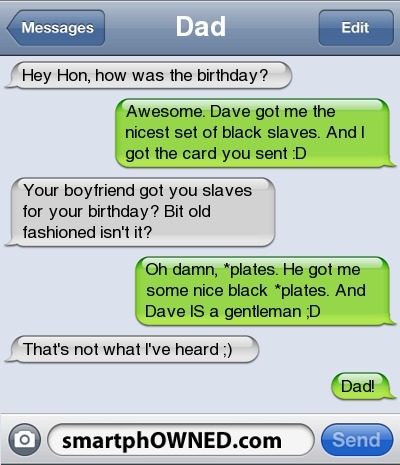 Messages
Dad
Edit
Hey Hon, how was the birthday?
Awesome. Dave got me the
nicest set of black slaves. And I
got the card you sent :D
Your boyfriend got you slaves
for your birthday? Bit old
fashioned isn't it?
Oh damn, *plates. He got me
some nice black *plates. And
Dave IS a gentleman ;D
That's not what I've heard ;)
Dad!
smartphOWNED.com
Send